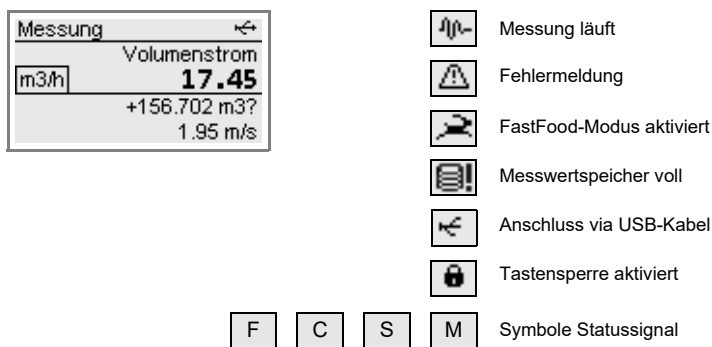 Messung
Volumenstrom
m3/h 17.45
+156.702 m3?
1.95 m/s
Messung läuft
Fehlermeldung
FastFood-Modus aktiviert
Messwertspeicher voll
Anschluss via USB-Kabel
Tastensperre aktiviert
F C S M Symbole Statussignal